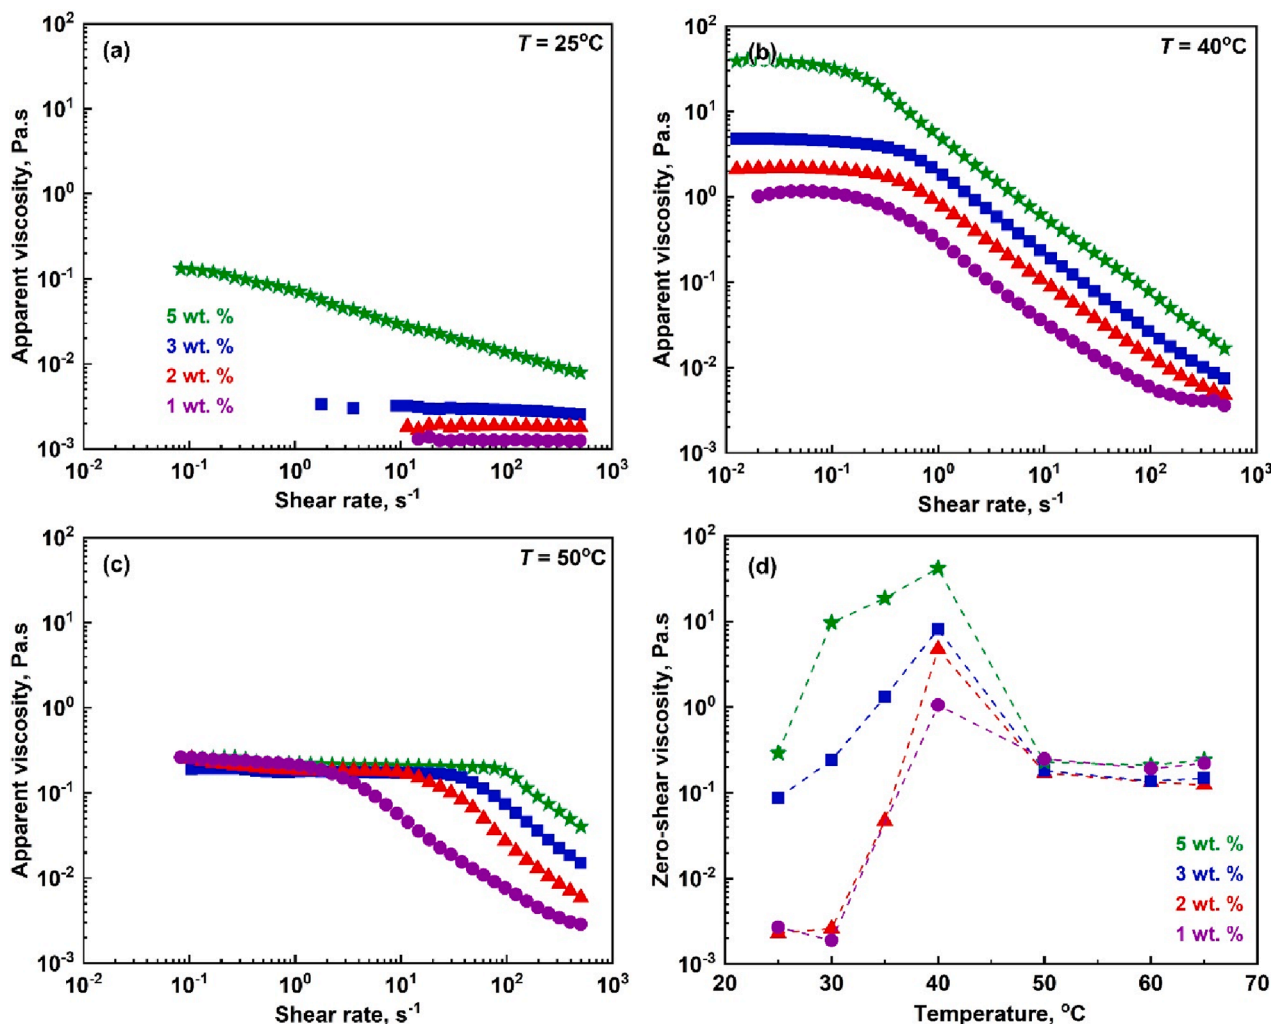 (a)
T = 25°C
10²
10¹
10⁰
10⁻¹
10⁻²
10⁻³
Apparent viscosity, Pa.s
5 wt. %
3 wt. %
2 wt. %
1 wt. %
10⁻²
10⁻¹
10⁰
10¹
10²
10³
Shear rate, s⁻¹
(b)
T = 40°C
10²
10¹
10⁰
10⁻¹
10⁻²
10⁻³
Apparent viscosity, Pa.s
10⁻²
10⁻¹
10⁰
10¹
10²
10³
Shear rate, s⁻¹
(c)
T = 50°C
10²
10¹
10⁰
10⁻¹
10⁻²
10⁻³
Apparent viscosity, Pa.s
10⁻²
10⁻¹
10⁰
10¹
10²
10³
Shear rate, s⁻¹
(d)
10²
10¹
10⁰
10⁻¹
10⁻²
10⁻³
Zero-shear viscosity, Pa.s
5 wt. %
3 wt. %
2 wt. %
1 wt. %
20
30
40
50
60
70
Temperature, °C